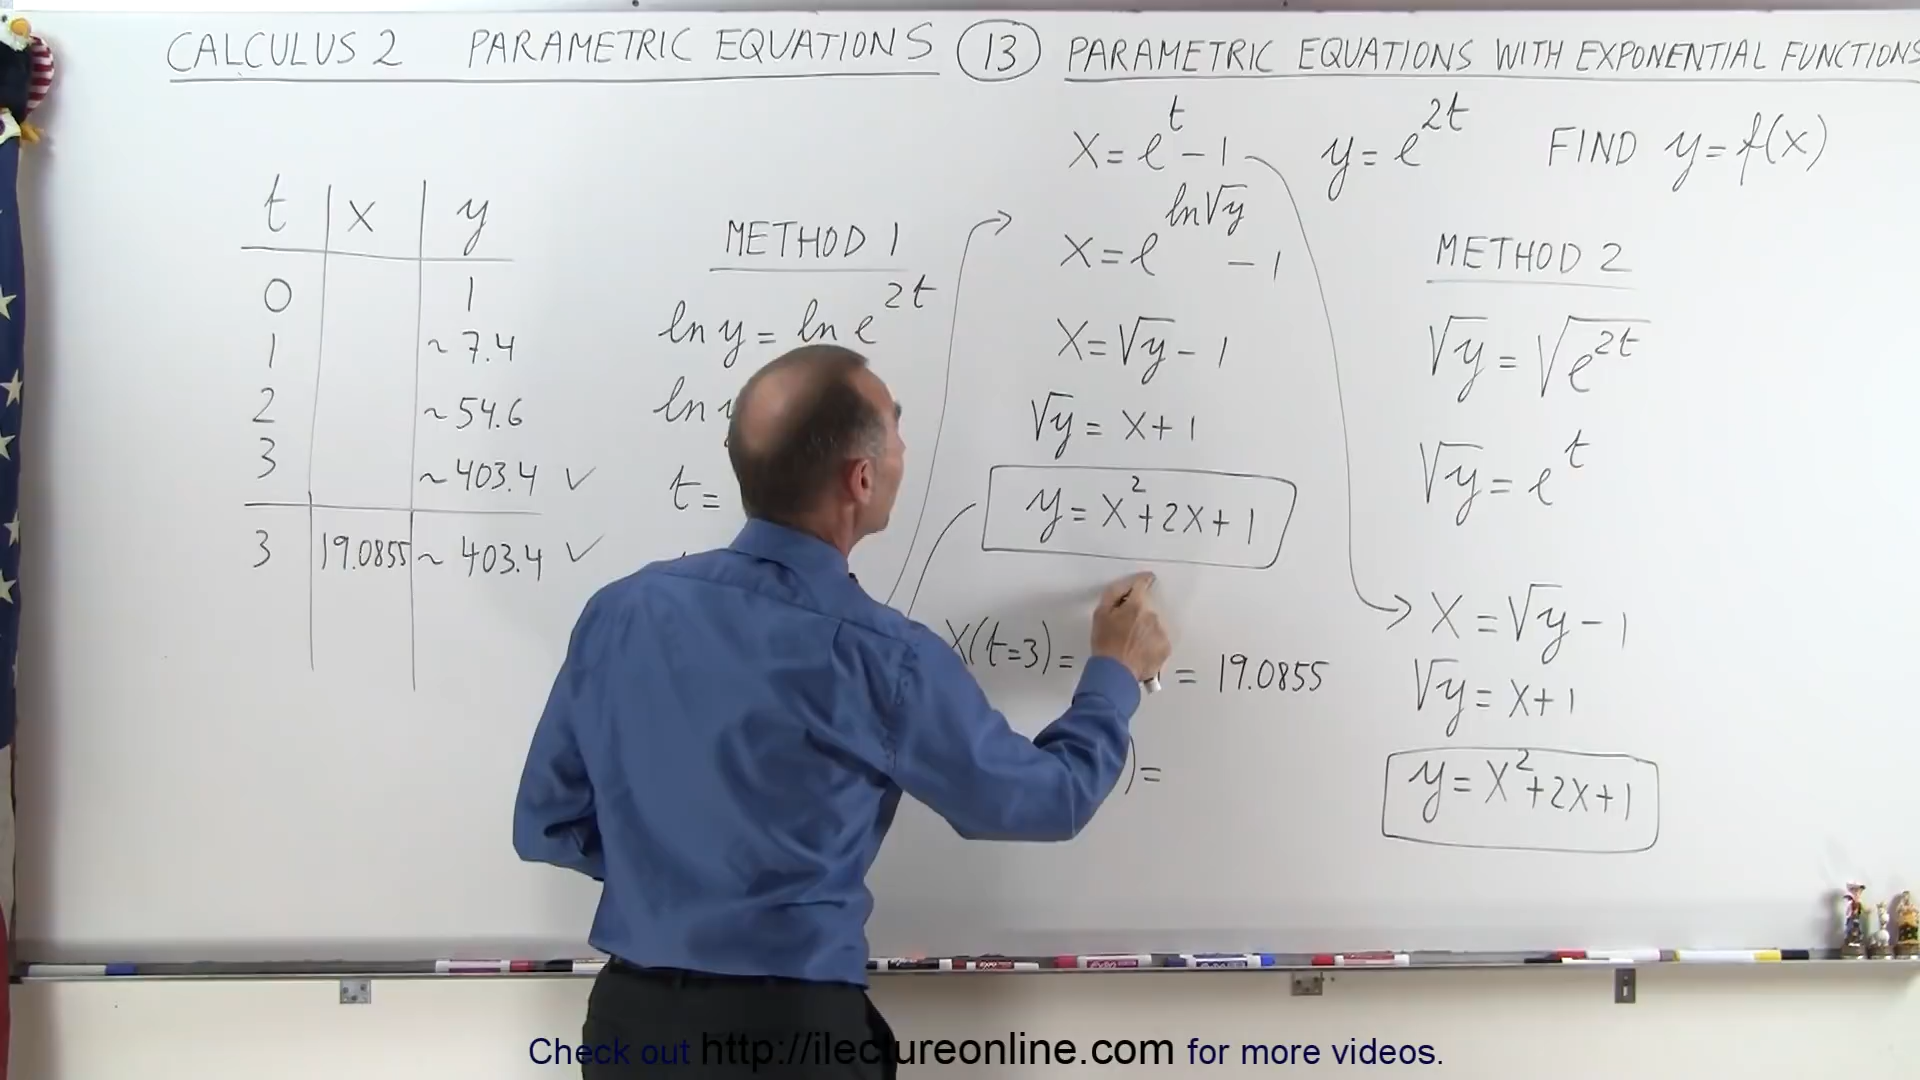 CALCULUS 2 PARAMETRIC EQUATIONS 13 PARAMETRIC EQUATIONS WITH EXPONENTIAL FUNCTIONS
x = e^t - 1 y = e^2t FIND y = f(x)
t x y
0 1
1 ~ 7.4
2 ~ 54.6
3 ~ 403.4 ✓
3 19.0855 ~ 403.4 ✓
METHOD 1
ln y = ln e^2t
ln
t =
x = e^ln√y - 1
x = √y - 1
√y = x + 1
y = x² + 2x + 1
x(t=3) = = 19.0855
) =
METHOD 2
√y = √e^2t
√y = e^t
x = √y - 1
√y = x + 1
y = x² + 2x + 1
Check out http://ilectureonline.com for more videos.